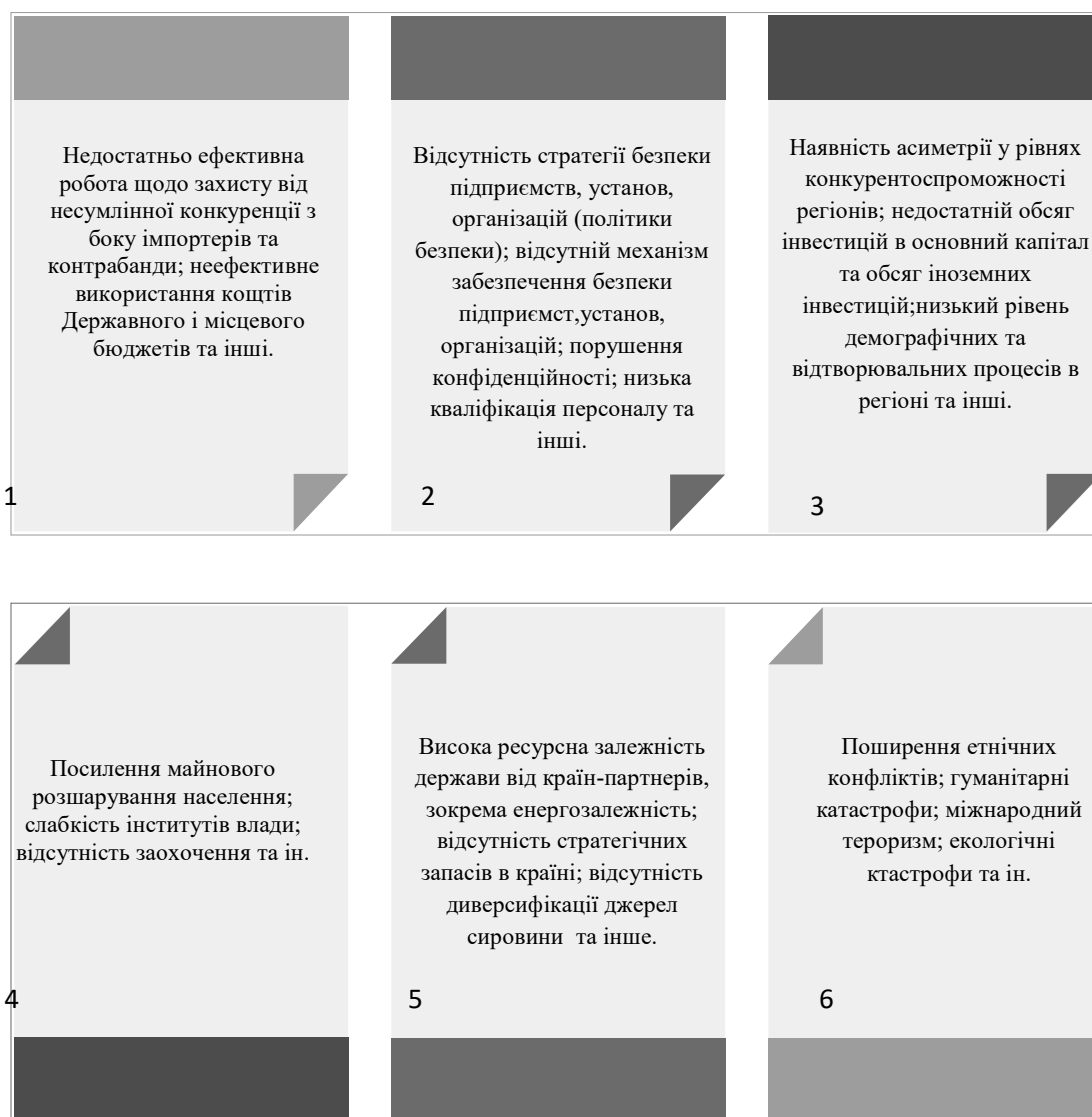 Недостатньо ефективна
робота щодо захисту від
несумлінної конкуренції з
боку імпортерів та
контрабанди; неефективне
використання кощтів
Державного і місцевого
бюджетів та інші.
1
Відсутність стратегії безпеки
підприємств, установ,
організацій (політики
безпеки); відсутній механізм
забезпечення безпеки
підприємст,установ,
організацій; порушення
конфіденційності; низька
кваліфікація персоналу та
інші.
2
Наявність асиметрії у рівнях
конкурентоспроможності
регіонів; недостатній обсяг
інвестицій в основний капітал
та обсяг іноземних
інвестицій;низький рівень
демографічних та
відтворювальних процесів в
регіоні та інші.
3
Посилення майнового
розшарування населення;
слабкість інститутів влади;
відсутність заохочення та ін.
4
Висока ресурсна залежність
держави від країн-партнерів,
зокрема енергозалежність;
відсутність стратегічних
запасів в країні; відсутність
диверсифікації джерел
сировини  та інше.
5
Поширення етнічних
конфліктів; гуманітарні
катастрофи; міжнародний
тероризм; екологічні
ктастрофи та ін.
6